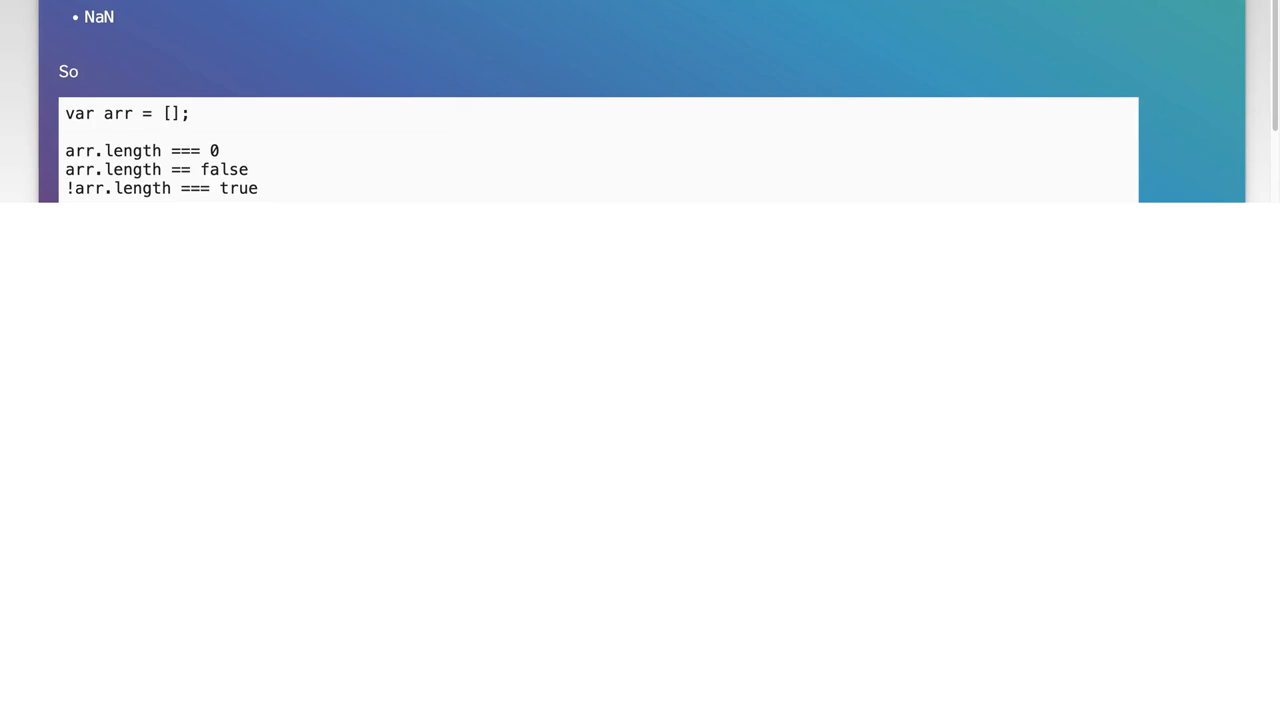 • NaN
So
var arr = [];
arr.length === 0
arr.length == false
!arr.length === true